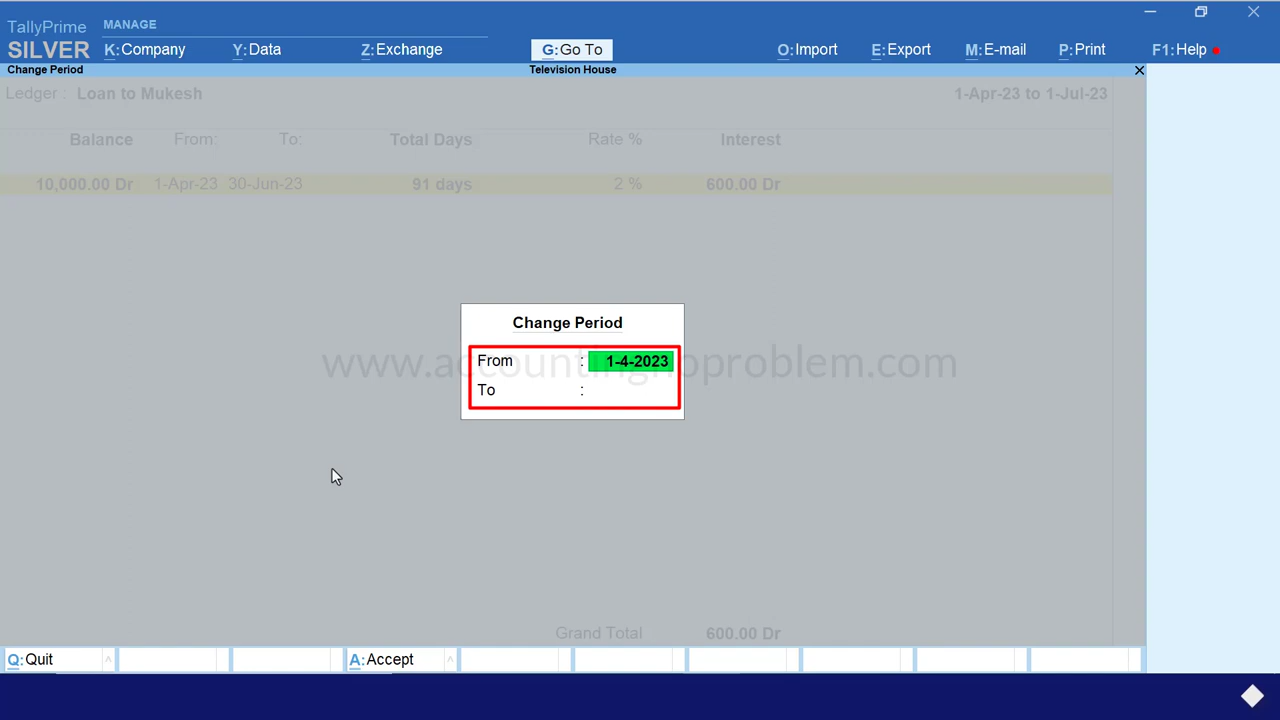 TallyPrime MANAGE
SILVER K:Company Y:Data Z:Exchange G:Go To O:Import E:Export M:E-mail P:Print F1:Help
Change Period Television House
Ledger : Loan to Mukesh 1-Apr-23 to 1-Jul-23
Balance From: To: Total Days Rate % Interest
10,000.00 Dr 1-Apr-23 30-Jun-23 91 days 2 % 600.00 Dr
Change Period
From : 1-4-2023
www.accountingnoproblem.com
To :
Grand Total 600.00 Dr
Q:Quit A:Accept